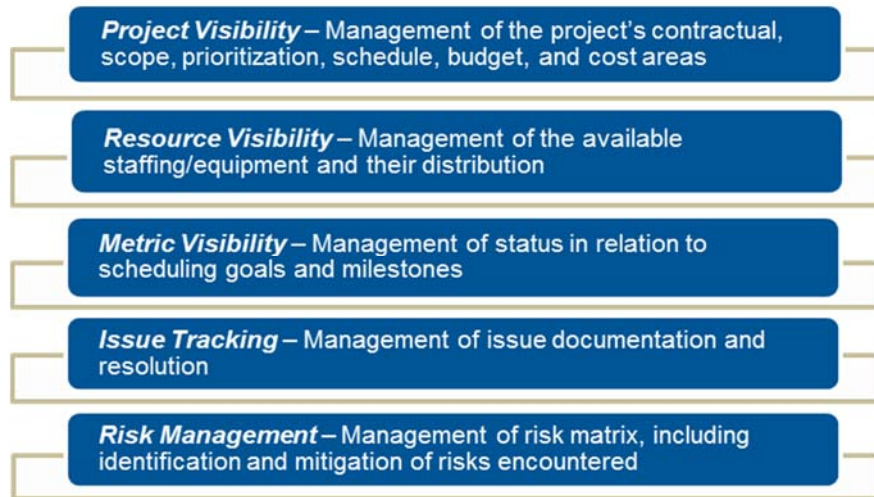 Project Visibility – Management of the project's contractual,
scope, prioritization, schedule, budget, and cost areas
Resource Visibility – Management of the available
staffing/equipment and their distribution
Metric Visibility – Management of status in relation to
scheduling goals and milestones
Issue Tracking – Management of issue documentation and
resolution
Risk Management – Management of risk matrix, including
identification and mitigation of risks encountered